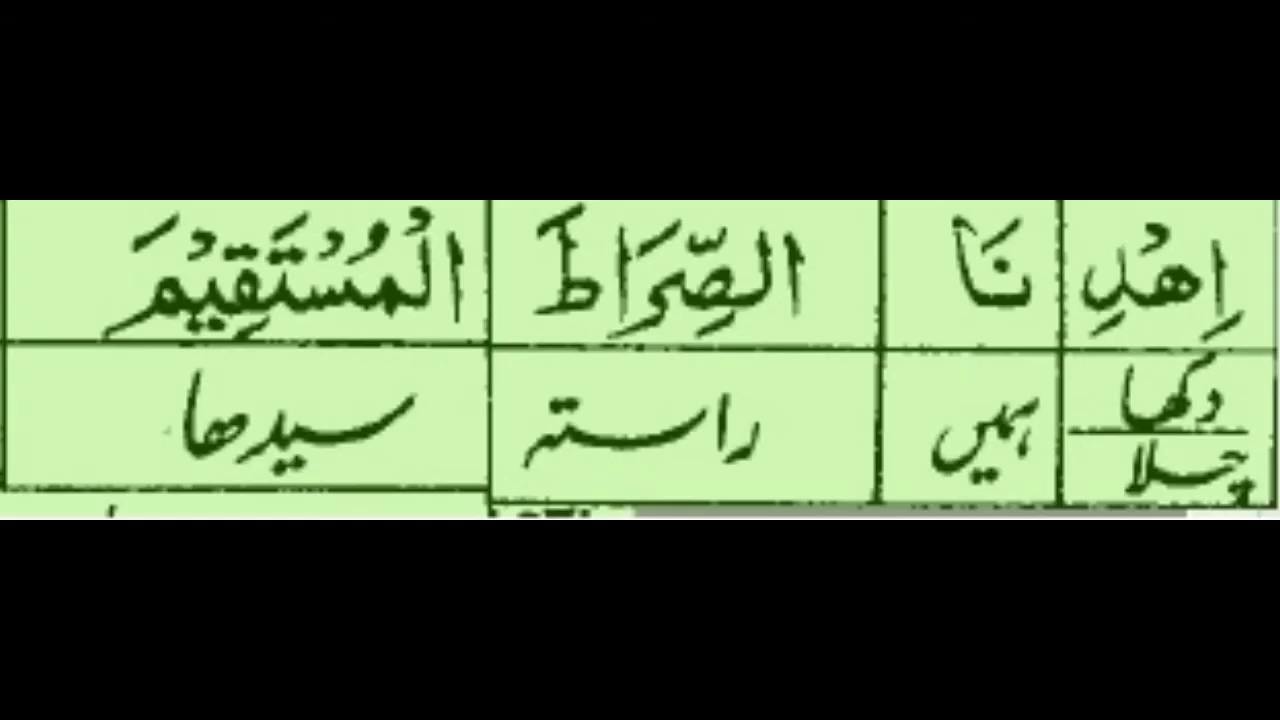 اِهْدِ نَا الصِّرَاطَ الْمُسْتَقِيْمَ
دکھا ہمیں راستہ سیدھا
چلا